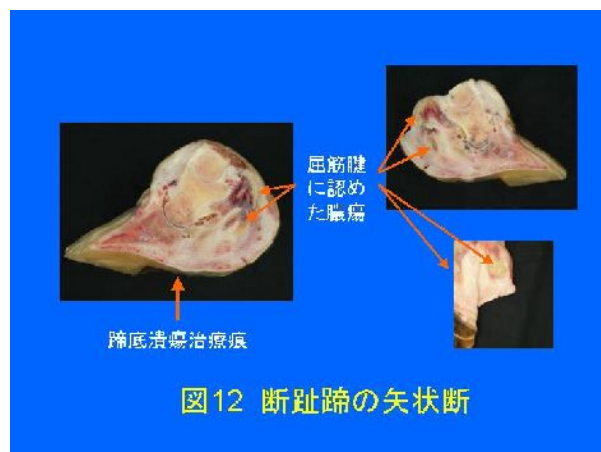 屈筋腱
に認め
た膿瘍
蹄底潰瘍治療痕
図12 断趾蹄の矢状断